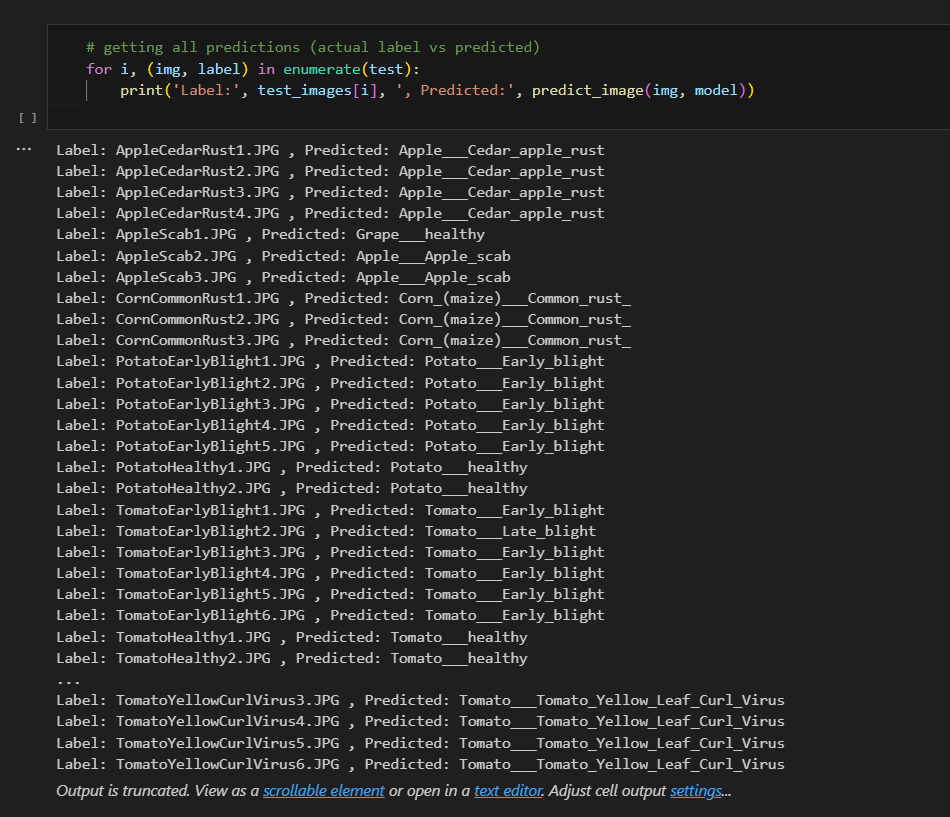 # getting all predictions (actual label vs predicted)
for i, (img, label) in enumerate(test):
    print('Label:', test_images[i], ', Predicted:', predict_image(img, model))
[ ]
...
Label: AppleCedarRust1.JPG , Predicted: Apple___Cedar_apple_rust
Label: AppleCedarRust2.JPG , Predicted: Apple___Cedar_apple_rust
Label: AppleCedarRust3.JPG , Predicted: Apple___Cedar_apple_rust
Label: AppleCedarRust4.JPG , Predicted: Apple___Cedar_apple_rust
Label: AppleScab1.JPG , Predicted: Grape___healthy
Label: AppleScab2.JPG , Predicted: Apple___Apple_scab
Label: AppleScab3.JPG , Predicted: Apple___Apple_scab
Label: CornCommonRust1.JPG , Predicted: Corn_(maize)___Common_rust_
Label: CornCommonRust2.JPG , Predicted: Corn_(maize)___Common_rust_
Label: CornCommonRust3.JPG , Predicted: Corn_(maize)___Common_rust_
Label: PotatoEarlyBlight1.JPG , Predicted: Potato___Early_blight
Label: PotatoEarlyBlight2.JPG , Predicted: Potato___Early_blight
Label: PotatoEarlyBlight3.JPG , Predicted: Potato___Early_blight
Label: PotatoEarlyBlight4.JPG , Predicted: Potato___Early_blight
Label: PotatoEarlyBlight5.JPG , Predicted: Potato___Early_blight
Label: PotatoHealthy1.JPG , Predicted: Potato___healthy
Label: PotatoHealthy2.JPG , Predicted: Potato___healthy
Label: TomatoEarlyBlight1.JPG , Predicted: Tomato___Early_blight
Label: TomatoEarlyBlight2.JPG , Predicted: Tomato___Late_blight
Label: TomatoEarlyBlight3.JPG , Predicted: Tomato___Early_blight
Label: TomatoEarlyBlight4.JPG , Predicted: Tomato___Early_blight
Label: TomatoEarlyBlight5.JPG , Predicted: Tomato___Early_blight
Label: TomatoEarlyBlight6.JPG , Predicted: Tomato___Early_blight
Label: TomatoHealthy1.JPG , Predicted: Tomato___healthy
Label: TomatoHealthy2.JPG , Predicted: Tomato___healthy
...
Label: TomatoYellowCurlVirus3.JPG , Predicted: Tomato___Tomato_Yellow_Leaf_Curl_Virus
Label: TomatoYellowCurlVirus4.JPG , Predicted: Tomato___Tomato_Yellow_Leaf_Curl_Virus
Label: TomatoYellowCurlVirus5.JPG , Predicted: Tomato___Tomato_Yellow_Leaf_Curl_Virus
Label: TomatoYellowCurlVirus6.JPG , Predicted: Tomato___Tomato_Yellow_Leaf_Curl_Virus
Output is truncated. View as a scrollable element or open in a text editor. Adjust cell output settings...